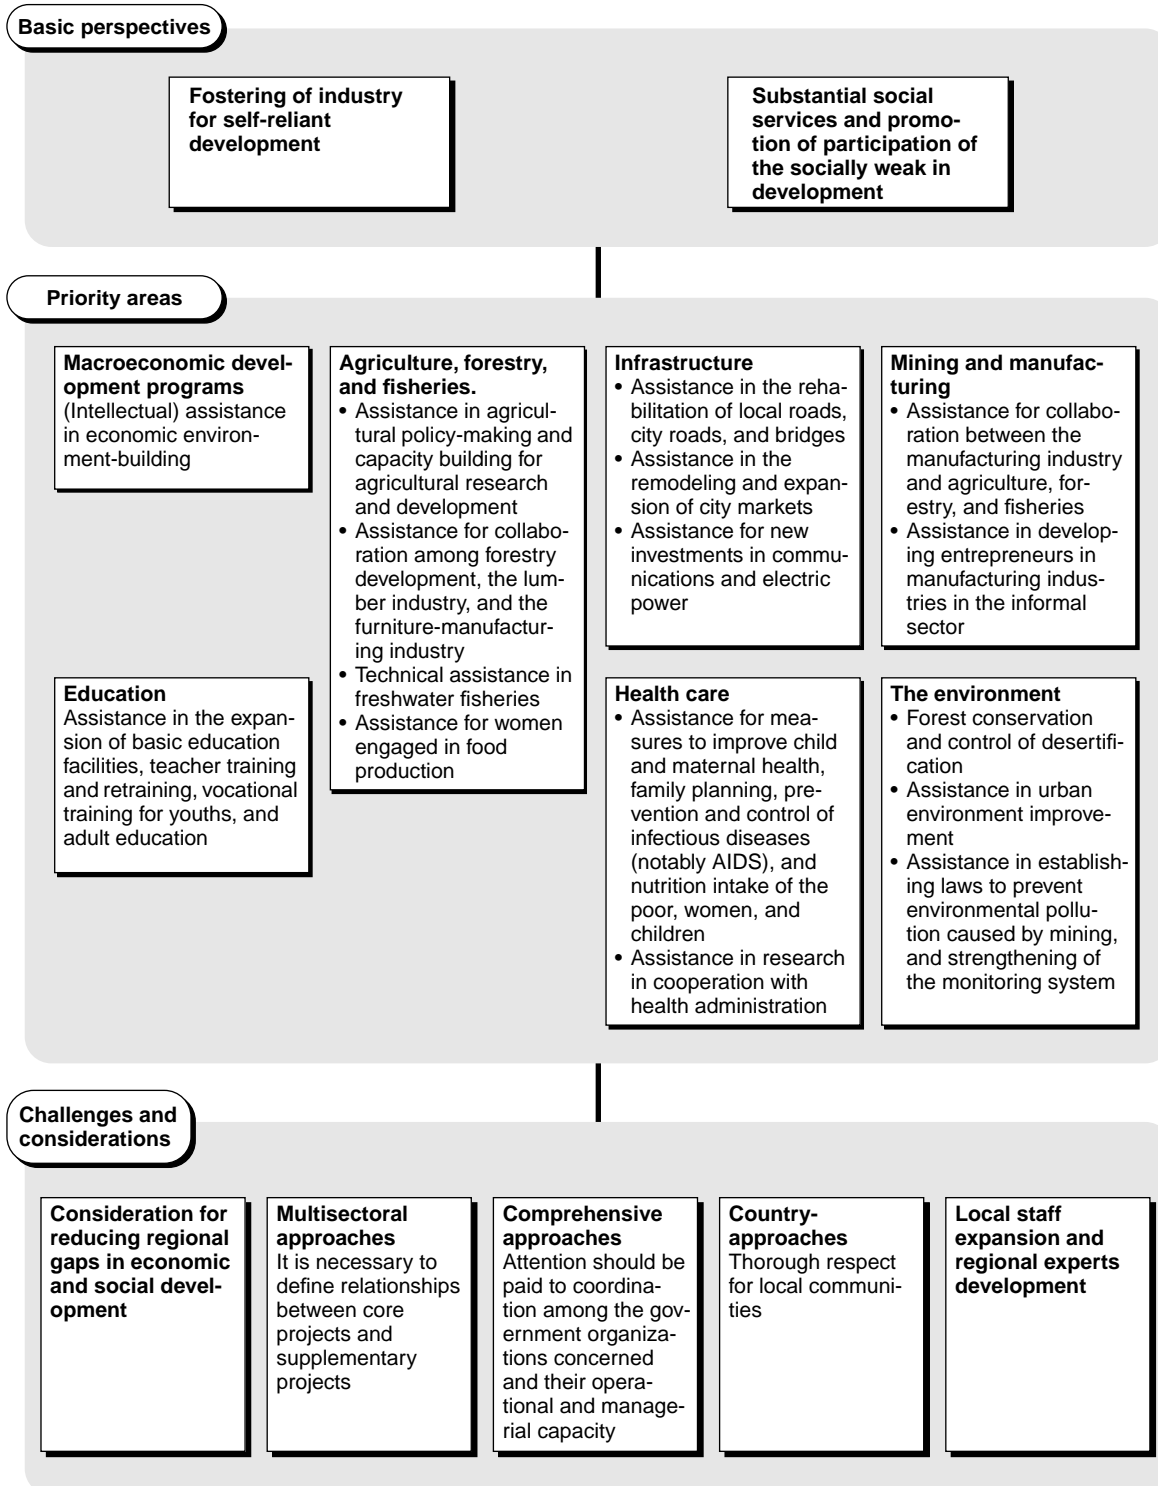 Basic perspectives
Fostering of industry
for self-reliant
development
Substantial social
services and promo-
tion of participation of
the socially weak in
development
Priority areas
Macroeconomic devel-
opment programs
(Intellectual) assistance
in economic environ-
ment-building
Agriculture, forestry,
and fisheries.
• Assistance in agricul-
tural policy-making and
capacity building for
agricultural research
and development
• Assistance for collabo-
ration among forestry
development, the lum-
ber industry, and the
furniture-manufactur-
ing industry
• Technical assistance in
freshwater fisheries
• Assistance for women
engaged in food
production
Infrastructure
• Assistance in the reha-
bilitation of local roads,
city roads, and bridges
• Assistance in the
remodeling and expan-
sion of city markets
• Assistance for new
investments in commu-
nications and electric
power
Mining and manufac-
turing
• Assistance for collabo-
ration between the
manufacturing industry
and agriculture, for-
estry, and fisheries
• Assistance in develop-
ing entrepreneurs in
manufacturing indus-
tries in the informal
sector
Education
Assistance in the expan-
sion of basic education
facilities, teacher training
and retraining, vocational
training for youths, and
adult education
Health care
• Assistance for mea-
sures to improve child
and maternal health,
family planning, pre-
vention and control of
infectious diseases
(notably AIDS), and
nutrition intake of the
poor, women, and
children
• Assistance in research
in cooperation with
health administration
The environment
• Forest conservation
and control of desertifi-
cation
• Assistance in urban
environment improve-
ment
• Assistance in establish-
ing laws to prevent
environmental pollu-
tion caused by mining,
and strengthening of
the monitoring system
Challenges and
considerations
Consideration for
reducing regional
gaps in economic
and social devel-
opment
Multisectoral
approaches
It is necessary to
define relationships
between core
projects and
supplementary
projects
Comprehensive
approaches
Attention should be
paid to coordina-
tion among the gov-
ernment organiza-
tions concerned
and their opera-
tional and manage-
rial capacity
Country-
approaches
Thorough respect
for local communi-
ties
Local staff
expansion and
regional experts
development